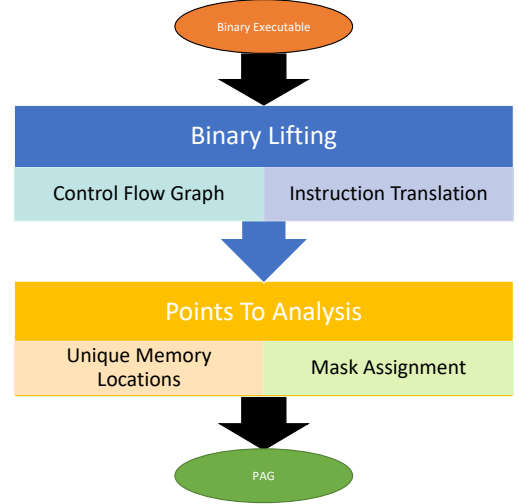 Binary Executable
Binary Lifting
Control Flow Graph
Instruction Translation
Points To Analysis
Unique Memory
Locations
Mask Assignment
PAG